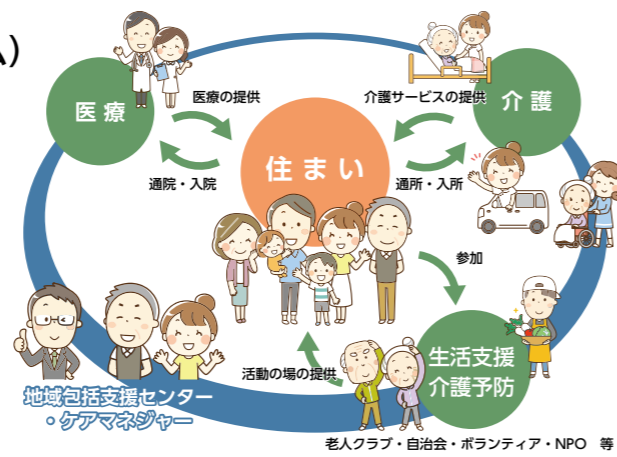 )
医療
医療の提供
介護サービスの提供
介護
住まい
通院・入院
通所・入所
参加
生活支援
介護予防
活動の場の提供
地域包括支援センター
・ケアマネジャー
老人クラブ・自治会・ボランティア・NPO 等